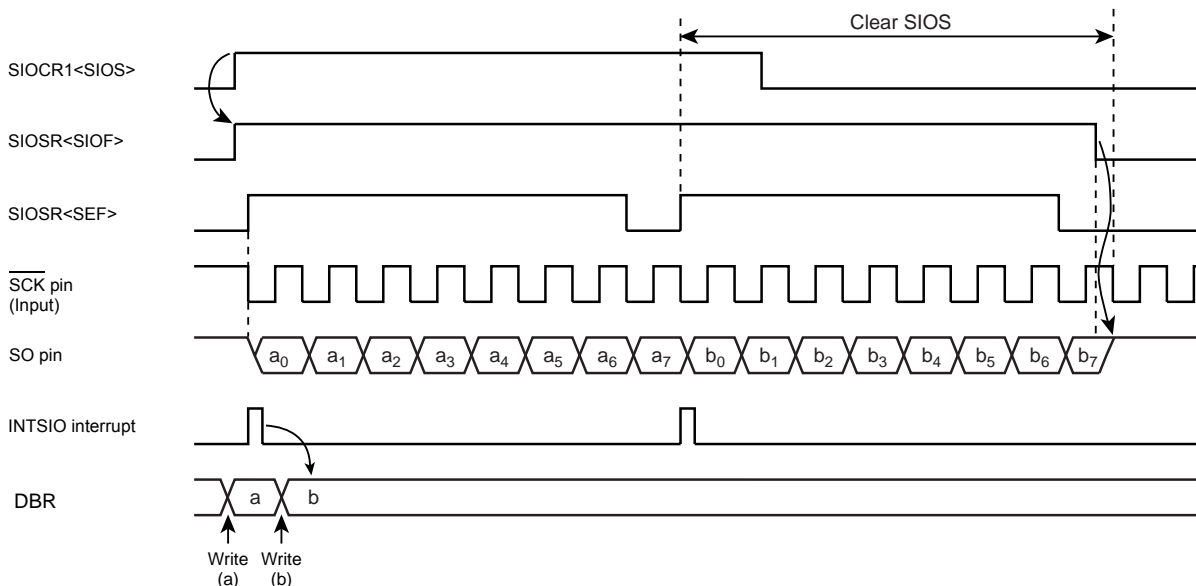 Clear SIOS
SIOCR1<SIOS>
SIOSR<SIOF>
SIOSR<SEF>
SCK pin
(Input)
SO pin
a0 a1 a2 a3 a4 a5 a6 a7 b0 b1 b2 b3 b4 b5 b6 b7
INTSIO interrupt
DBR
a b
Write Write
(a) (b)